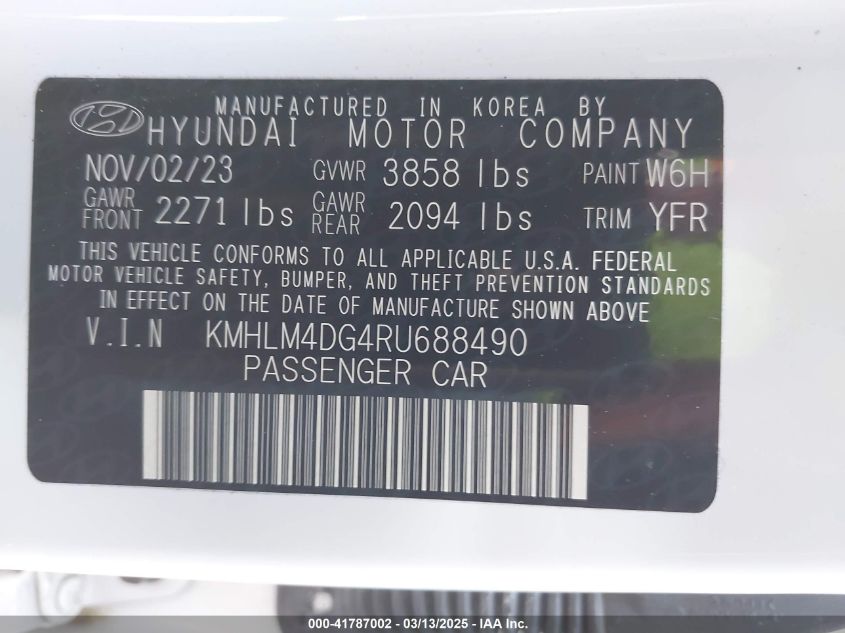 MANUFACTURED IN KOREA BY
HYUNDAI MOTOR COMPANY
NOV/02/23 GVWR 3858 lbs PAINT W6H
GAWR FRONT 2271 lbs GAWR REAR 2094 lbs TRIM YFR
THIS VEHICLE CONFORMS TO ALL APPLICABLE U.S.A. FEDERAL
MOTOR VEHICLE SAFETY, BUMPER, AND THEFT PREVENTION STANDARDS
IN EFFECT ON THE DATE OF MANUFACTURE SHOWN ABOVE
V.I.N KMHLM4DG4RU688490
PASSENGER CAR
000-41787002 - 03/13/2025 - IAA Inc.